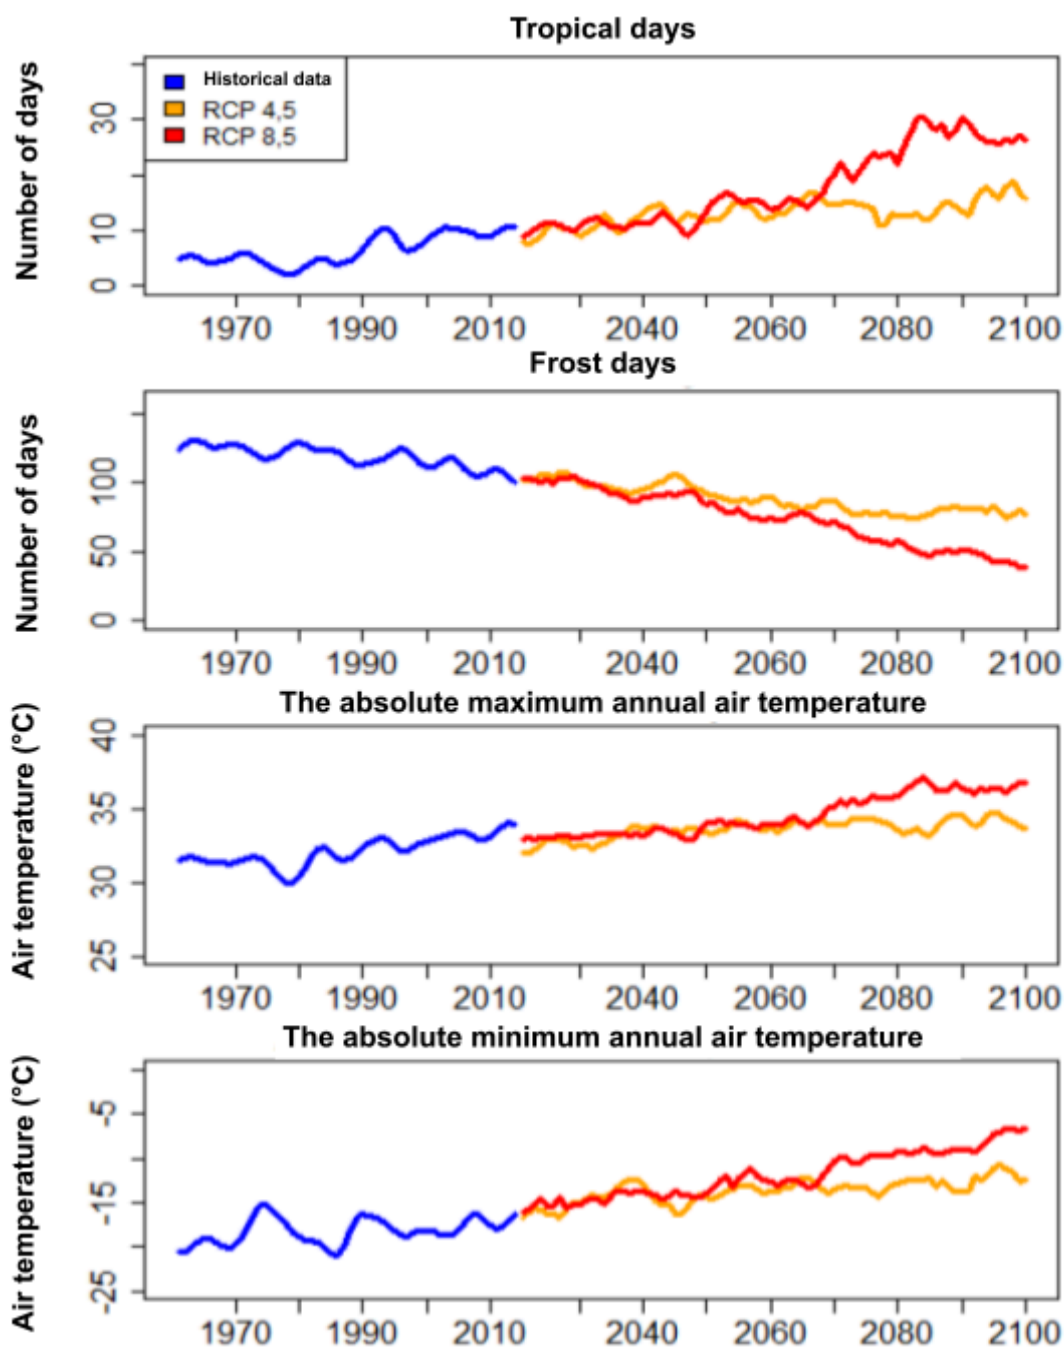 Tropical days
Number of days
30
10
0
Historical data
RCP 4,5
RCP 8,5
1970 1990 2010 2040 2060 2080 2100
Frost days
Number of days
100
50
0
1970 1990 2010 2040 2060 2080 2100
The absolute maximum annual air temperature
Air temperature (°C)
40
35
30
25
1970 1990 2010 2040 2060 2080 2100
The absolute minimum annual air temperature
Air temperature (°C)
-5
-15
-25
1970 1990 2010 2040 2060 2080 2100